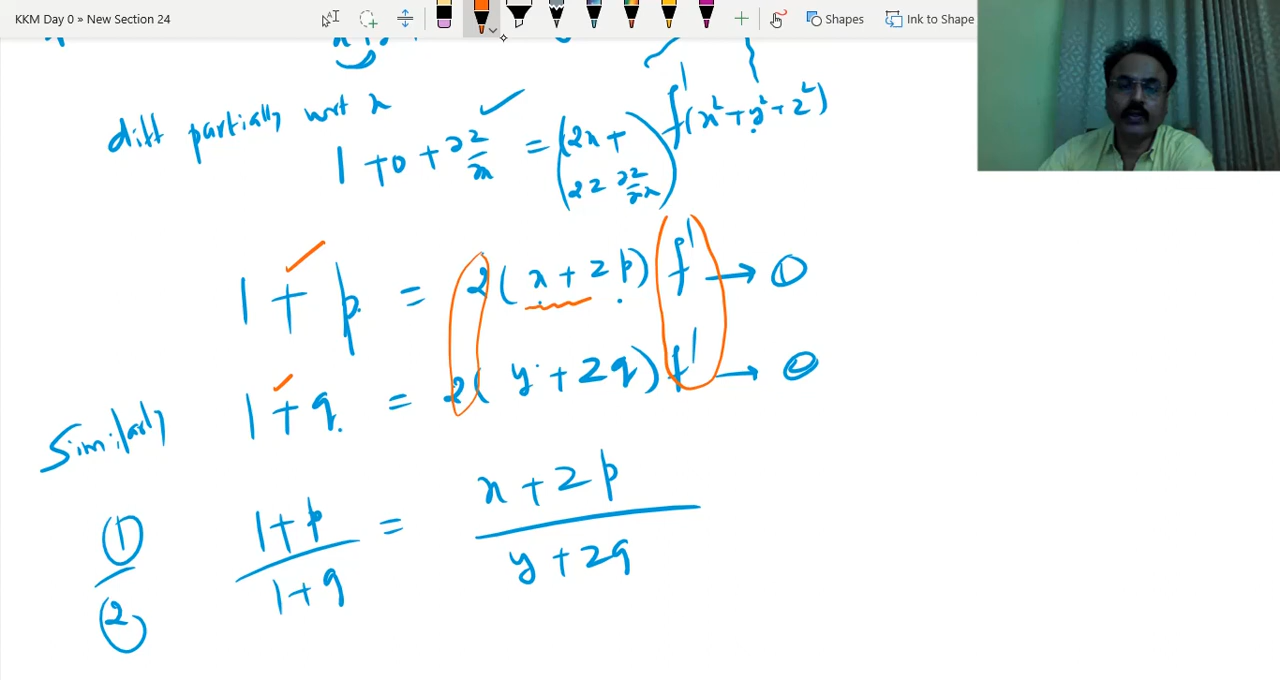 KKM Day 0 » New Section 24
Shapes
Ink to Shape
diff partially wrt x
1 + 0 + ∂z/∂x = (2x + 2z ∂z/∂x) f'(x² + y² + z²)
1 + p = 2(x + zp) f' → ①
Similarly 1 + q = 2(y + zq) f' → ②
①/② (1+p)/(1+q) = (x + zp)/(y + zq)